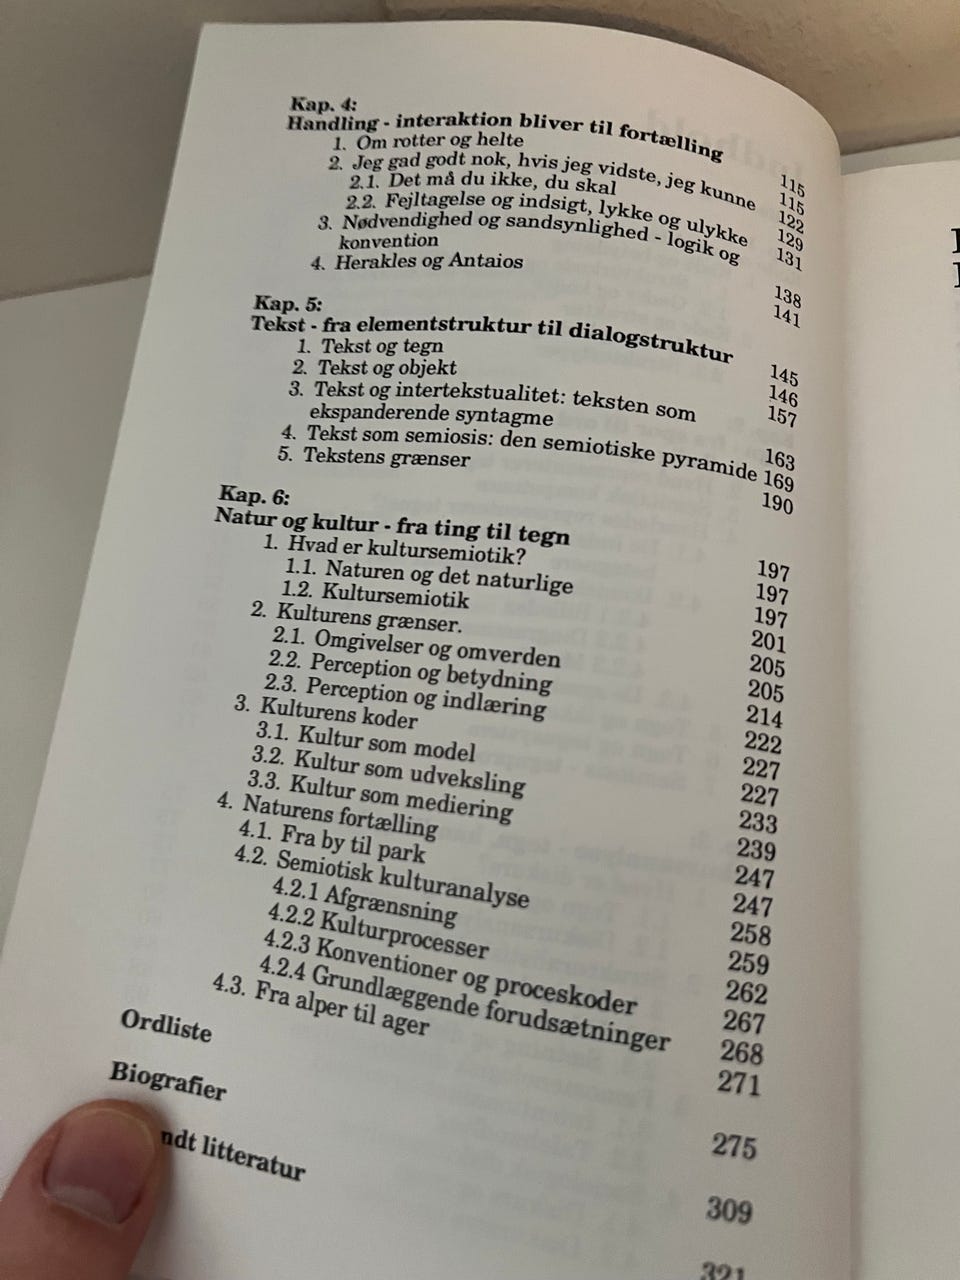 Kap. 4:
Handling - interaktion bliver til fortælling 115
1. Om rotter og helte 115
2. Jeg gad godt nok, hvis jeg vidste, jeg kunne 122
2.1. Det må du ikke, du skal 129
2.2. Fejltagelse og indsigt, lykke og ulykke 131
3. Nødvendighed og sandsynlighed - logik og
konvention 138
4. Herakles og Antaios 141
Kap. 5:
Tekst - fra elementstruktur til dialogstruktur 145
1. Tekst og tegn 146
2. Tekst og objekt 157
3. Tekst og intertekstualitet: teksten som
ekspanderende syntagme 163
4. Tekst som semiosis: den semiotiske pyramide 169
5. Tekstens grænser 190
Kap. 6:
Natur og kultur - fra ting til tegn 197
1. Hvad er kultursemiotik? 197
1.1. Naturen og det naturlige 197
1.2. Kultursemiotik 201
2. Kulturens grænser. 205
2.1. Omgivelser og omverden 205
2.2. Perception og betydning 214
2.3. Perception og indlæring 222
3. Kulturens koder 227
3.1. Kultur som model 227
3.2. Kultur som udveksling 233
3.3. Kultur som mediering 239
4. Naturens fortælling 247
4.1. Fra by til park 247
4.2. Semiotisk kulturanalyse 258
4.2.1 Afgrænsning 259
4.2.2 Kulturprocesser 262
4.2.3 Konventioner og proceskoder 267
4.2.4 Grundlæggende forudsætninger 268
4.3. Fra alper til ager 271
Ordliste 275
Biografier 309
ndt litteratur 321